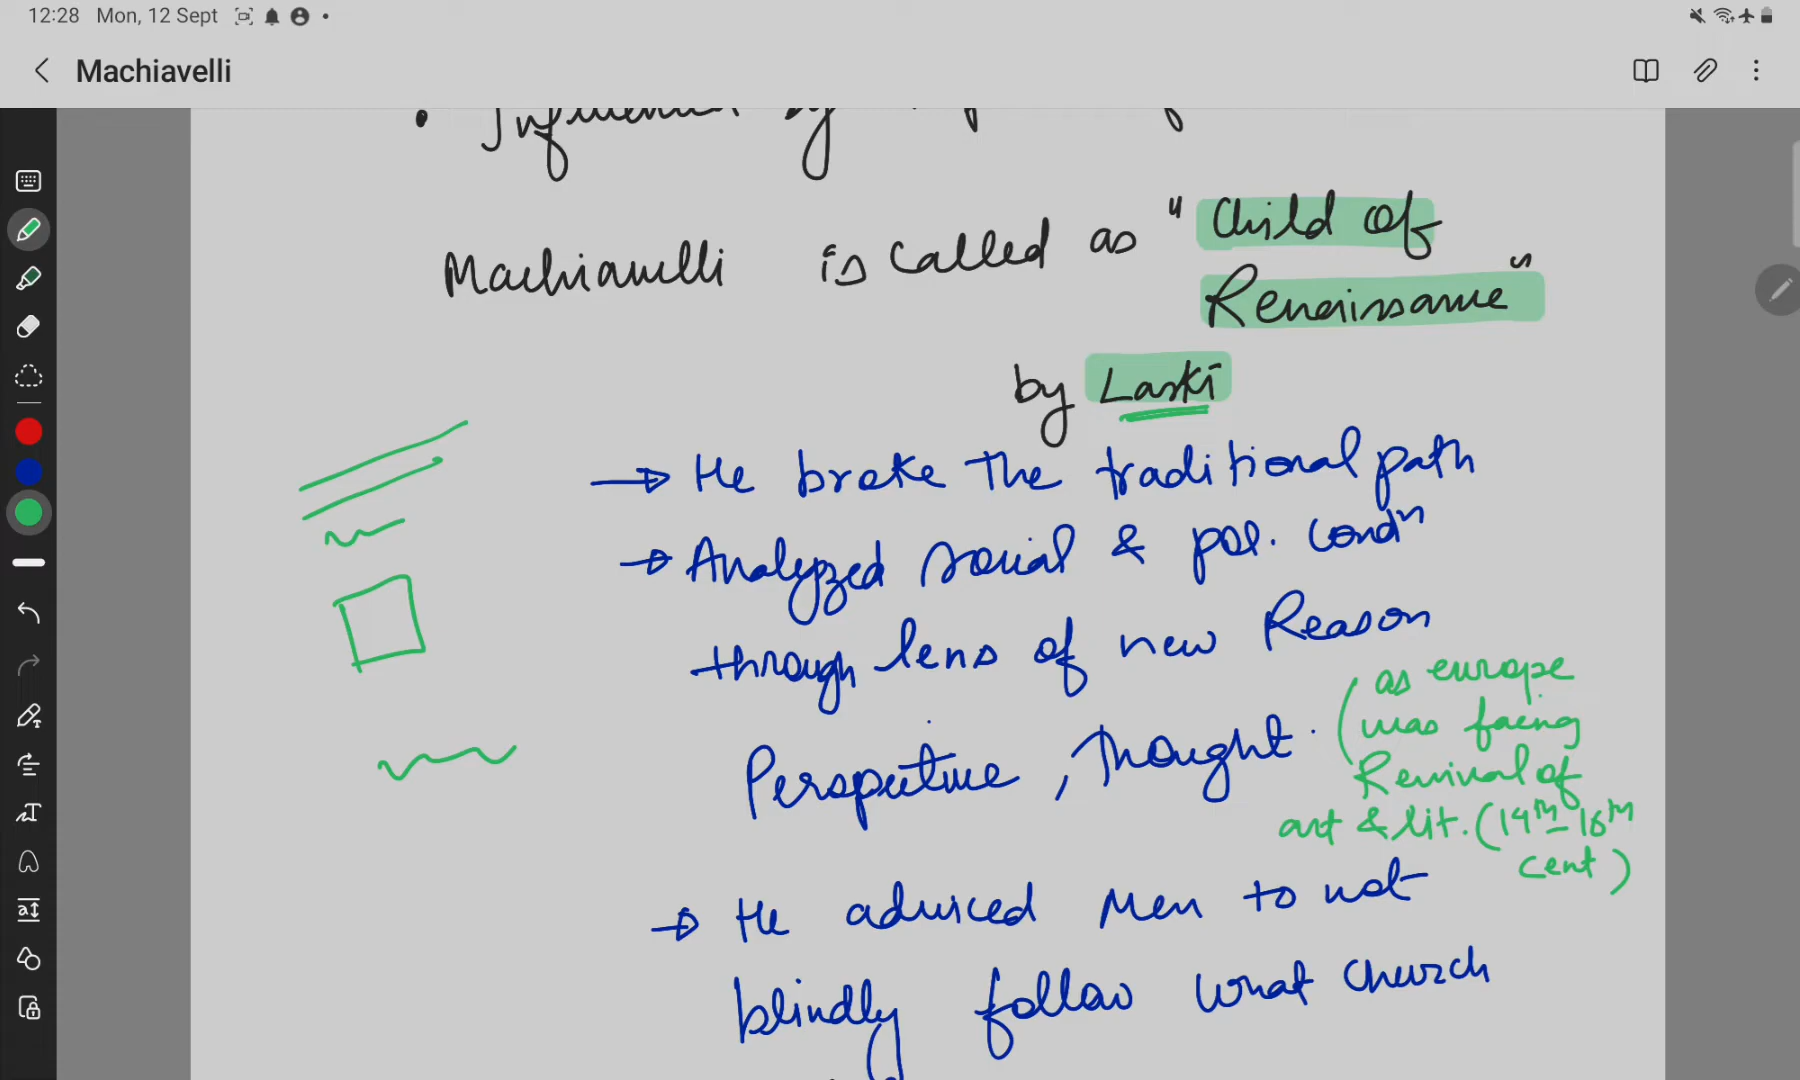 12:28 Mon, 12 Sept
Machiavelli
• Influenced by
Machiavelli is called as "Child of
Renaissance"
by Laski
→ He broke the traditional path
→ Analyzed social & pol. condⁿ
through lens of new Reason
Perspective, Thought.
(as europe
was facing
Revival of
art & lit. (14th-16th
cent)
→ He adviced Men to not
blindly follow what church